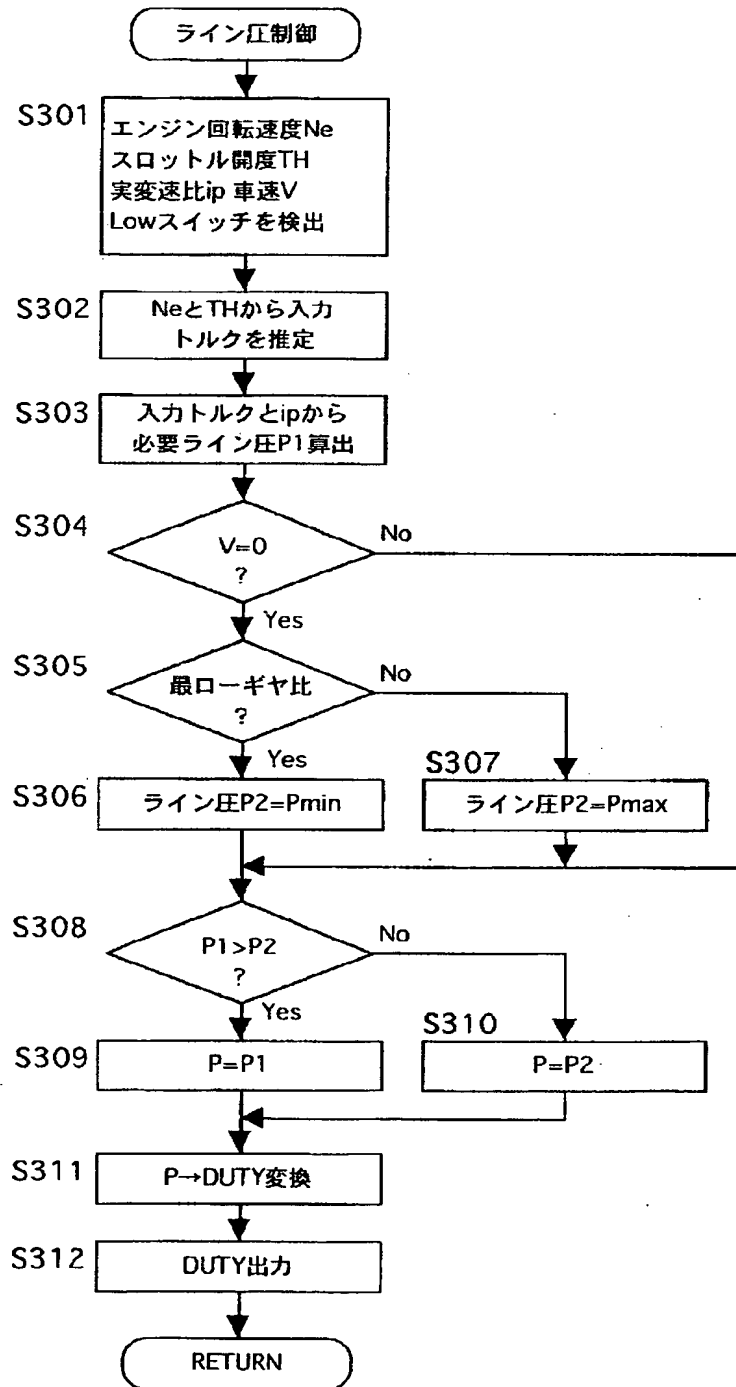 ライン圧制御
S301
エンジン回転速度Ne
スロットル開度TH
実変速比ip 車速V
Lowスイッチを検出
S302
NeとTHから入力
トルクを推定
S303
入力トルクとipから
必要ライン圧P1算出
S304
V=0
?
No
Yes
S305
最ローギヤ比
?
No
Yes
S306
ライン圧P2=Pmin
S307
ライン圧P2=Pmax
S308
P1>P2
?
No
Yes
S309
P=P1
S310
P=P2
S311
P→DUTY変換
S312
DUTY出力
RETURN